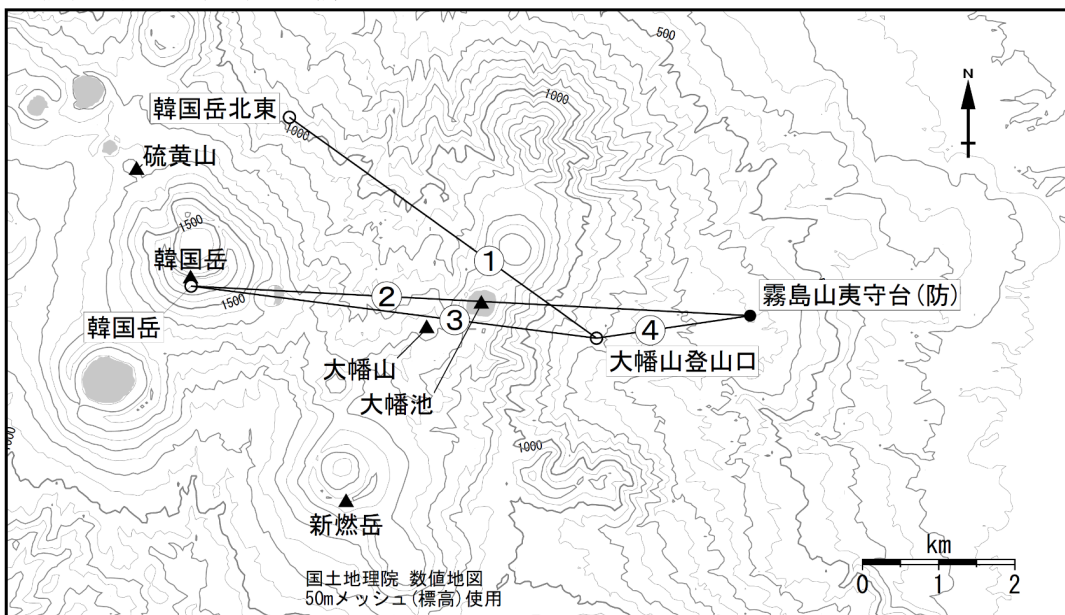 500
N
1000
韓国岳北東
1000
硫黄山
1500
韓国岳
1500
①
②
③
④
霧島山夷守台(防)
韓国岳
大幡山登山口
大幡山
大幡池
1000
1000
新燃岳
km
0 1 2
国土地理院 数値地図
50mメッシュ(標高)使用